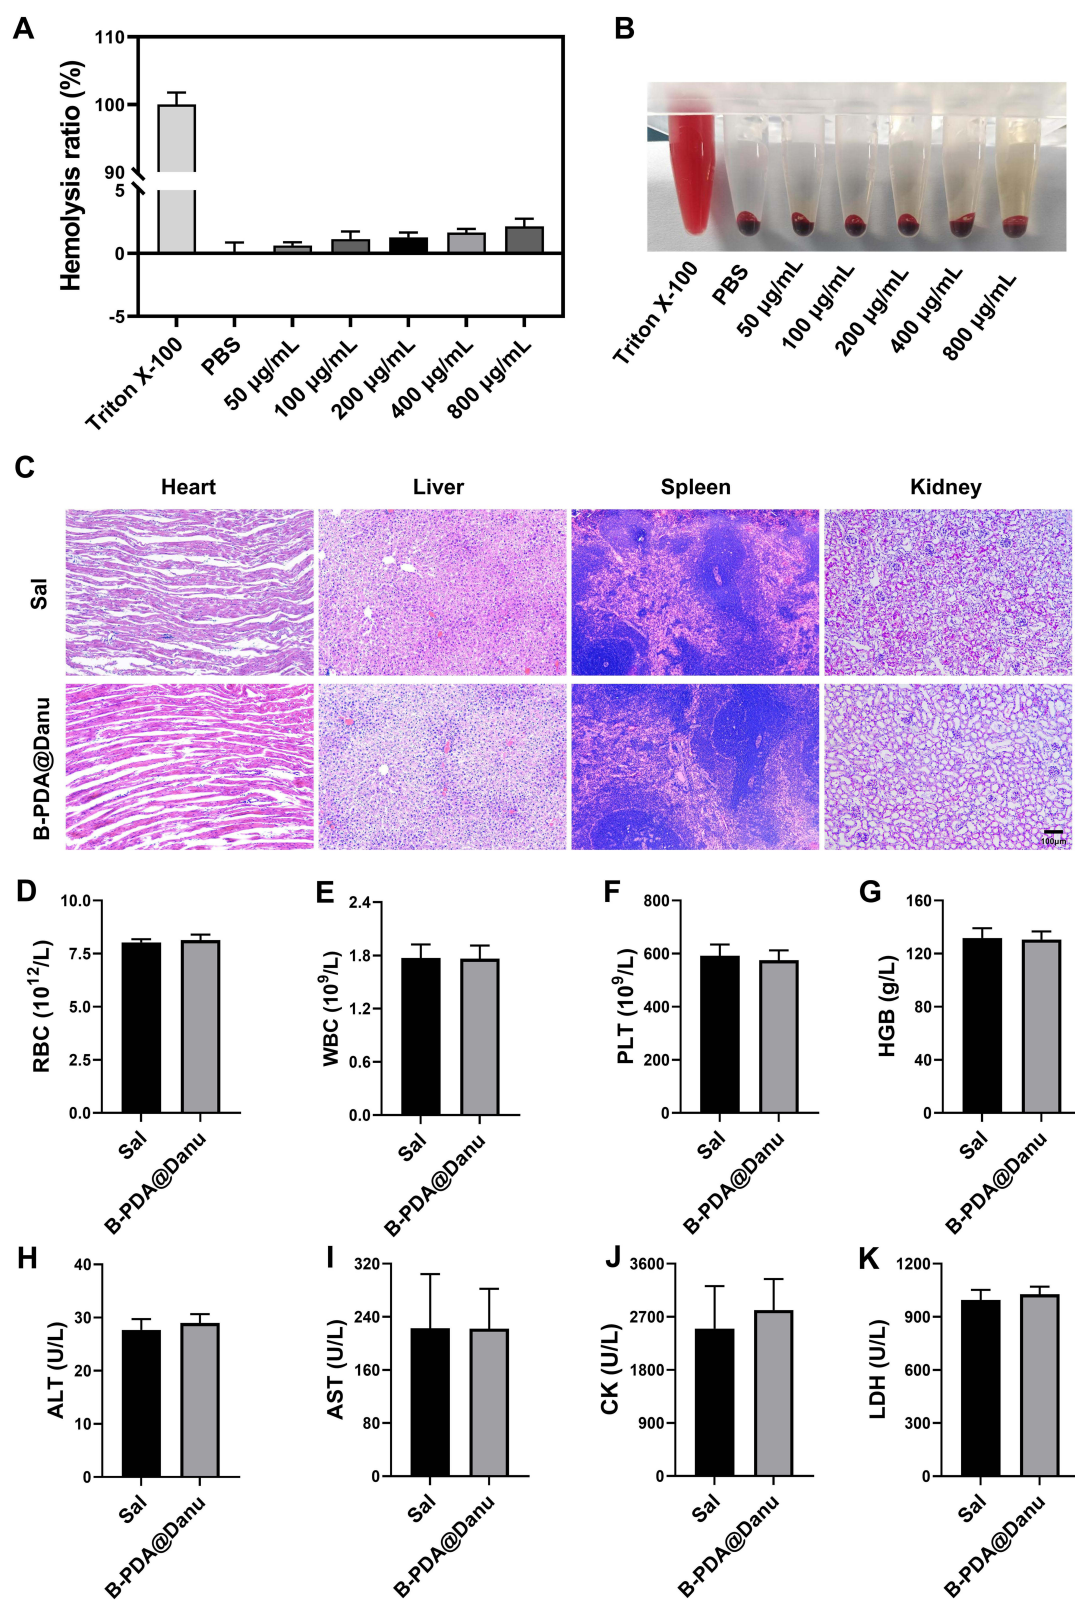 A
B
110
100
90
5
0
-5
Hemolysis ratio (%)
Triton X-100
PBS
50 μg/mL
100 μg/mL
200 μg/mL
400 μg/mL
800 μg/mL
Triton X-100
PBS
50 μg/mL
100 μg/mL
200 μg/mL
400 μg/mL
800 μg/mL
C
Heart
Liver
Spleen
Kidney
Sal
B-PDA@Danu
100μm
D
10.0
7.5
5.0
2.5
0.0
RBC (10¹²/L)
Sal
B-PDA@Danu
E
2.4
1.8
1.2
0.6
0.0
WBC (10⁹/L)
Sal
B-PDA@Danu
F
800
600
400
200
0
PLT (10⁹/L)
Sal
B-PDA@Danu
G
160
120
80
40
0
HGB (g/L)
Sal
B-PDA@Danu
H
40
30
20
10
0
ALT (U/L)
Sal
B-PDA@Danu
I
320
240
160
80
0
AST (U/L)
Sal
B-PDA@Danu
J
3600
2700
1800
900
0
CK (U/L)
Sal
B-PDA@Danu
K
1200
900
600
300
0
LDH (U/L)
Sal
B-PDA@Danu